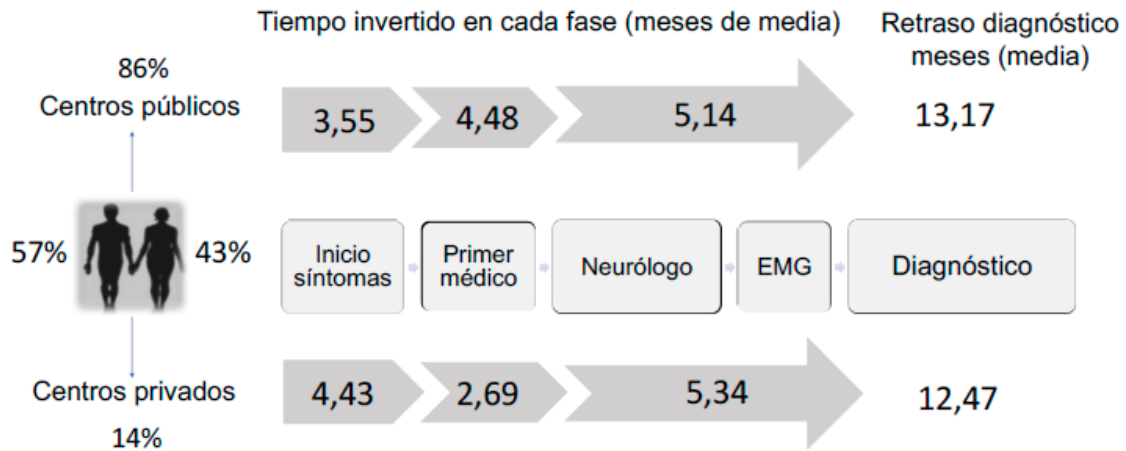 Tiempo invertido en cada fase (meses de media)
Retraso diagnóstico
meses (media)
86%
Centros públicos
3,55
4,48
5,14
13,17
57%
43%
Inicio
síntomas
Primer
médico
Neurólogo
EMG
Diagnóstico
Centros privados
14%
4,43
2,69
5,34
12,47